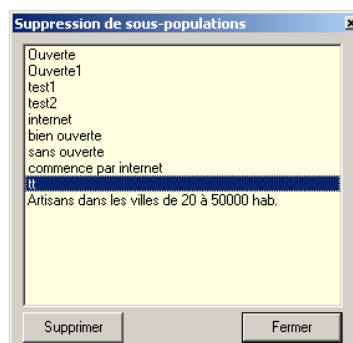 Suppression de sous-populations
Ouverte
Ouverte1
test1
test2
internet
bien ouverte
sans ouverte
commence par internet
tt
Artisans dans les villes de 20 à 50000 hab.
Supprimer Fermer